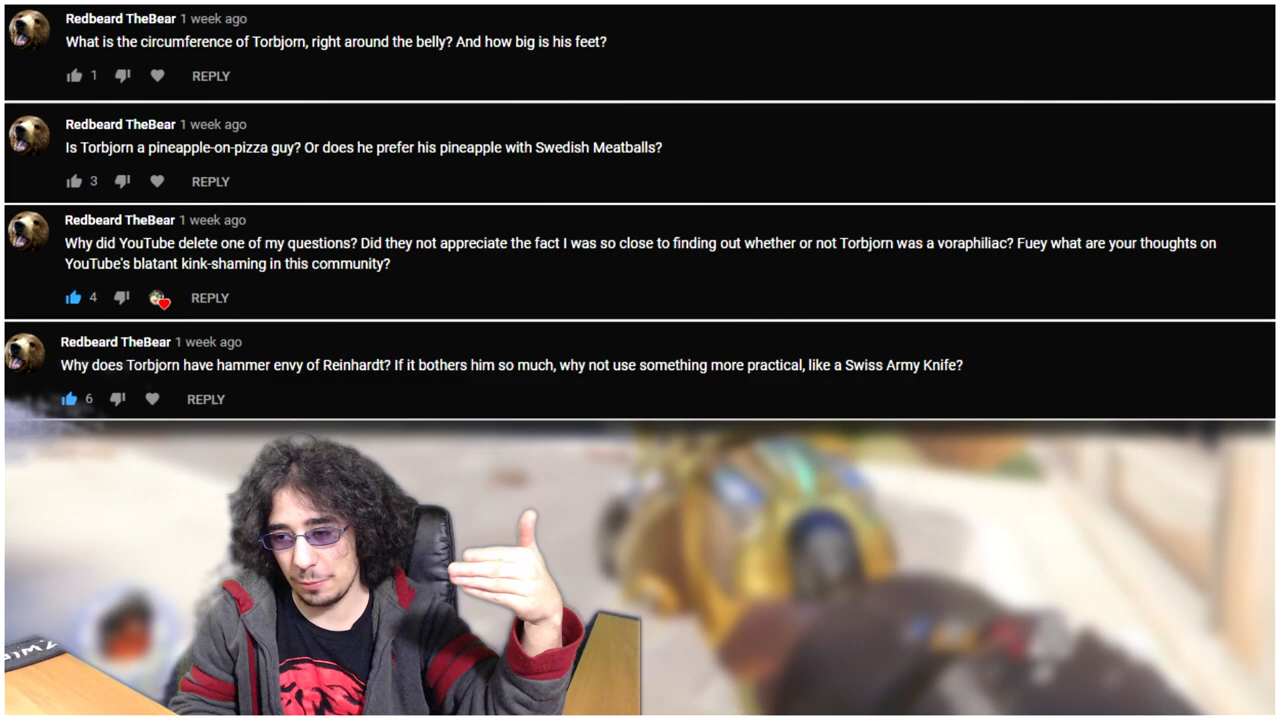 Redbeard TheBear 1 week ago
What is the circumference of Torbjorn, right around the belly? And how big is his feet?
1 REPLY
Redbeard TheBear 1 week ago
Is Torbjorn a pineapple-on-pizza guy? Or does he prefer his pineapple with Swedish Meatballs?
3 REPLY
Redbeard TheBear 1 week ago
Why did YouTube delete one of my questions? Did they not appreciate the fact I was so close to finding out whether or not Torbjorn was a voraphiliac? Fuey what are your thoughts on
YouTube's blatant kink-shaming in this community?
4 REPLY
Redbeard TheBear 1 week ago
Why does Torbjorn have hammer envy of Reinhardt? If it bothers him so much, why not use something more practical, like a Swiss Army Knife?
6 REPLY